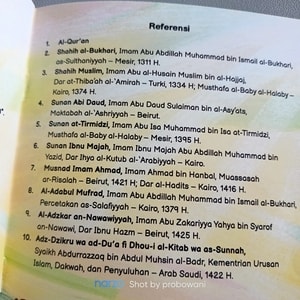 Referensi
1. Al-Qur'an
2. Shahih al-Bukhari, Imam Abu Abdillah Muhammad bin Ismail al-Bukhari,
as-Sulthaniyyah – Mesir, 1311 H.
3. Shahih Muslim, Imam Abu al-Husain Muslim bin al-Hajjaj,
Dar at-Thiba'ah al-'Amirah – Turki, 1334 H; Musthafa al-Baby al-Halaby –
Kairo, 1374 H.
4. Sunan Abi Daud, Imam Abu Daud Sulaiman bin al-Asy'ats,
Maktabah al-'Ashriyyah – Beirut.
5. Sunan at-Tirmidzi, Imam Abu Isa Muhammad bin Isa at-Tirmidzi,
Musthafa al-Baby al-Halaby – Mesir, 1395 H.
6. Sunan Ibnu Majah, Imam Ibnu Majah Abu Abdillah Muhammad bin
Yazid, Dar Ihya al-Kutub al-'Arabiyyah – Kairo.
7. Musnad Imam Ahmad, Imam Ahmad bin Hanbal, Muassasah
ar-Risalah – Beirut, 1421 H; Dar al-Hadits – Kairo, 1416 H.
8. Al-Adabul Mufrad, Imam Abu Abdillah Muhammad bin Ismail al-Bukhari,
Maktabah as-Salafiyyah – Kairo, 1379 H.
9. Al-Adzkar an-Nawawiyyah, Imam Abu Zakariyya Yahya bin Syarof
an-Nawawi, Dar Ibnu Hazm – Beirut, 1425 H.
10. Adz-Dzikru wa ad-Du'a fi Dhou-i al-Kitab wa as-Sunnah,
Syaikh Abdurrazzaq bin Abdul Muhsin al-Badr, Kementrian Urusan
Islam, Dakwah, dan Penyuluhan – Arab Saudi, 1422 H.
Shot by probowani